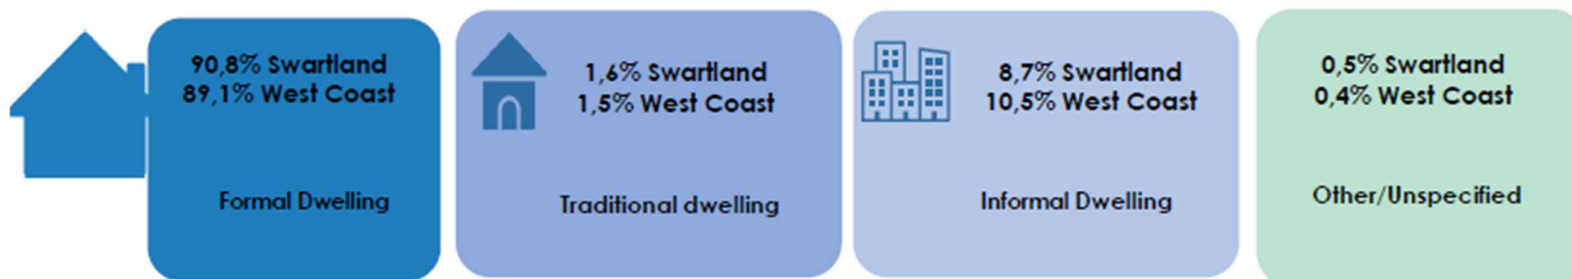 90,8% Swartland
89,1% West Coast
Formal Dwelling
1,6% Swartland
1,5% West Coast
Traditional dwelling
8,7% Swartland
10,5% West Coast
Informal Dwelling
0,5% Swartland
0,4% West Coast
Other/Unspecified